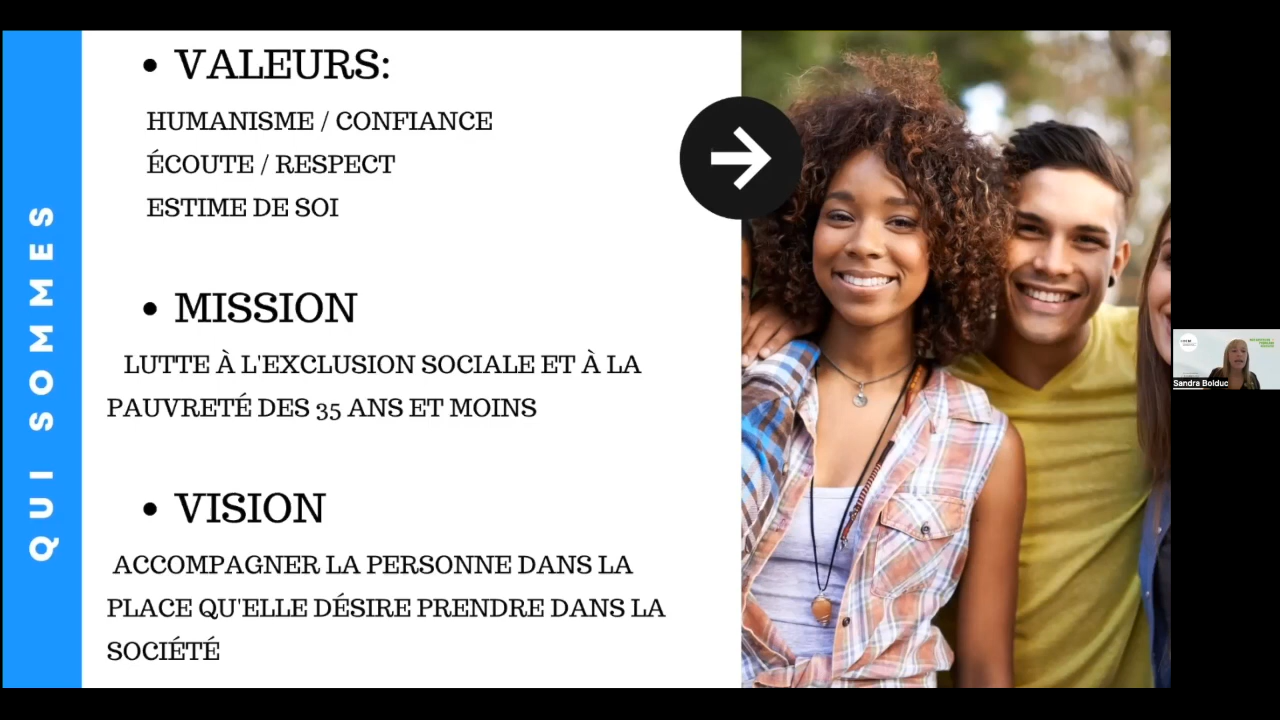 QUI SOMMES
VALEURS:
HUMANISME / CONFIANCE
ÉCOUTE / RESPECT
ESTIME DE SOI
MISSION
LUTTE À L'EXCLUSION SOCIALE ET À LA
PAUVRETÉ DES 35 ANS ET MOINS
VISION
ACCOMPAGNER LA PERSONNE DANS LA
PLACE QU'ELLE DÉSIRE PRENDRE DANS LA
SOCIÉTÉ
Sandra Bolduc